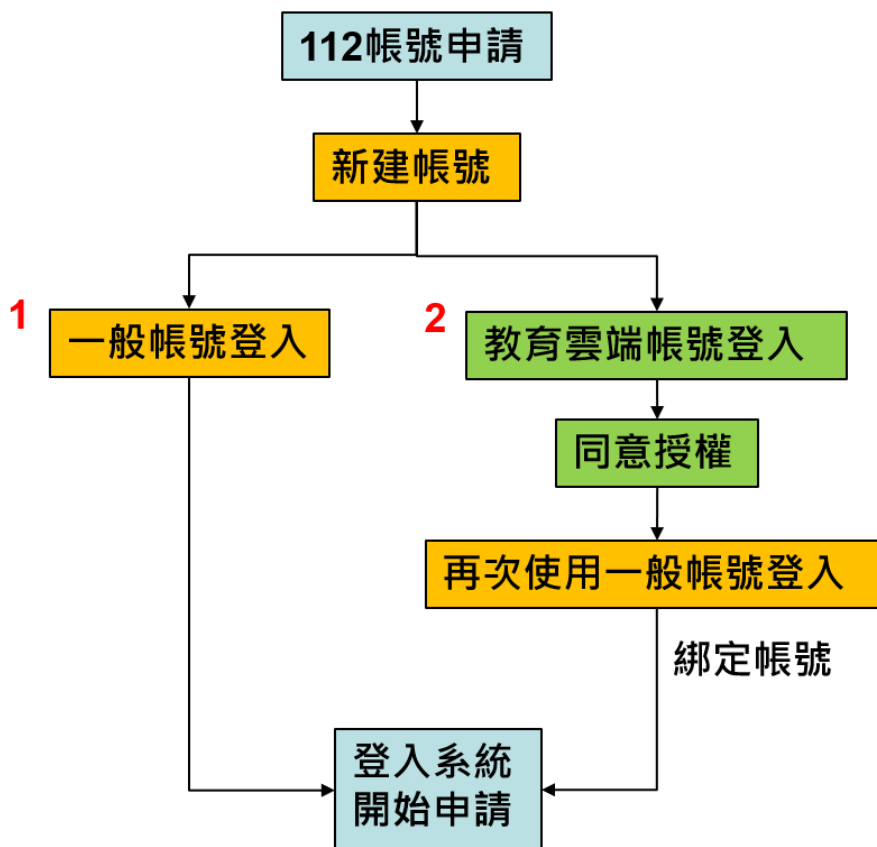 112帳號申請
新建帳號
1
一般帳號登入
2
教育雲端帳號登入
同意授權
再次使用一般帳號登入
綁定帳號
登入系統
開始申請